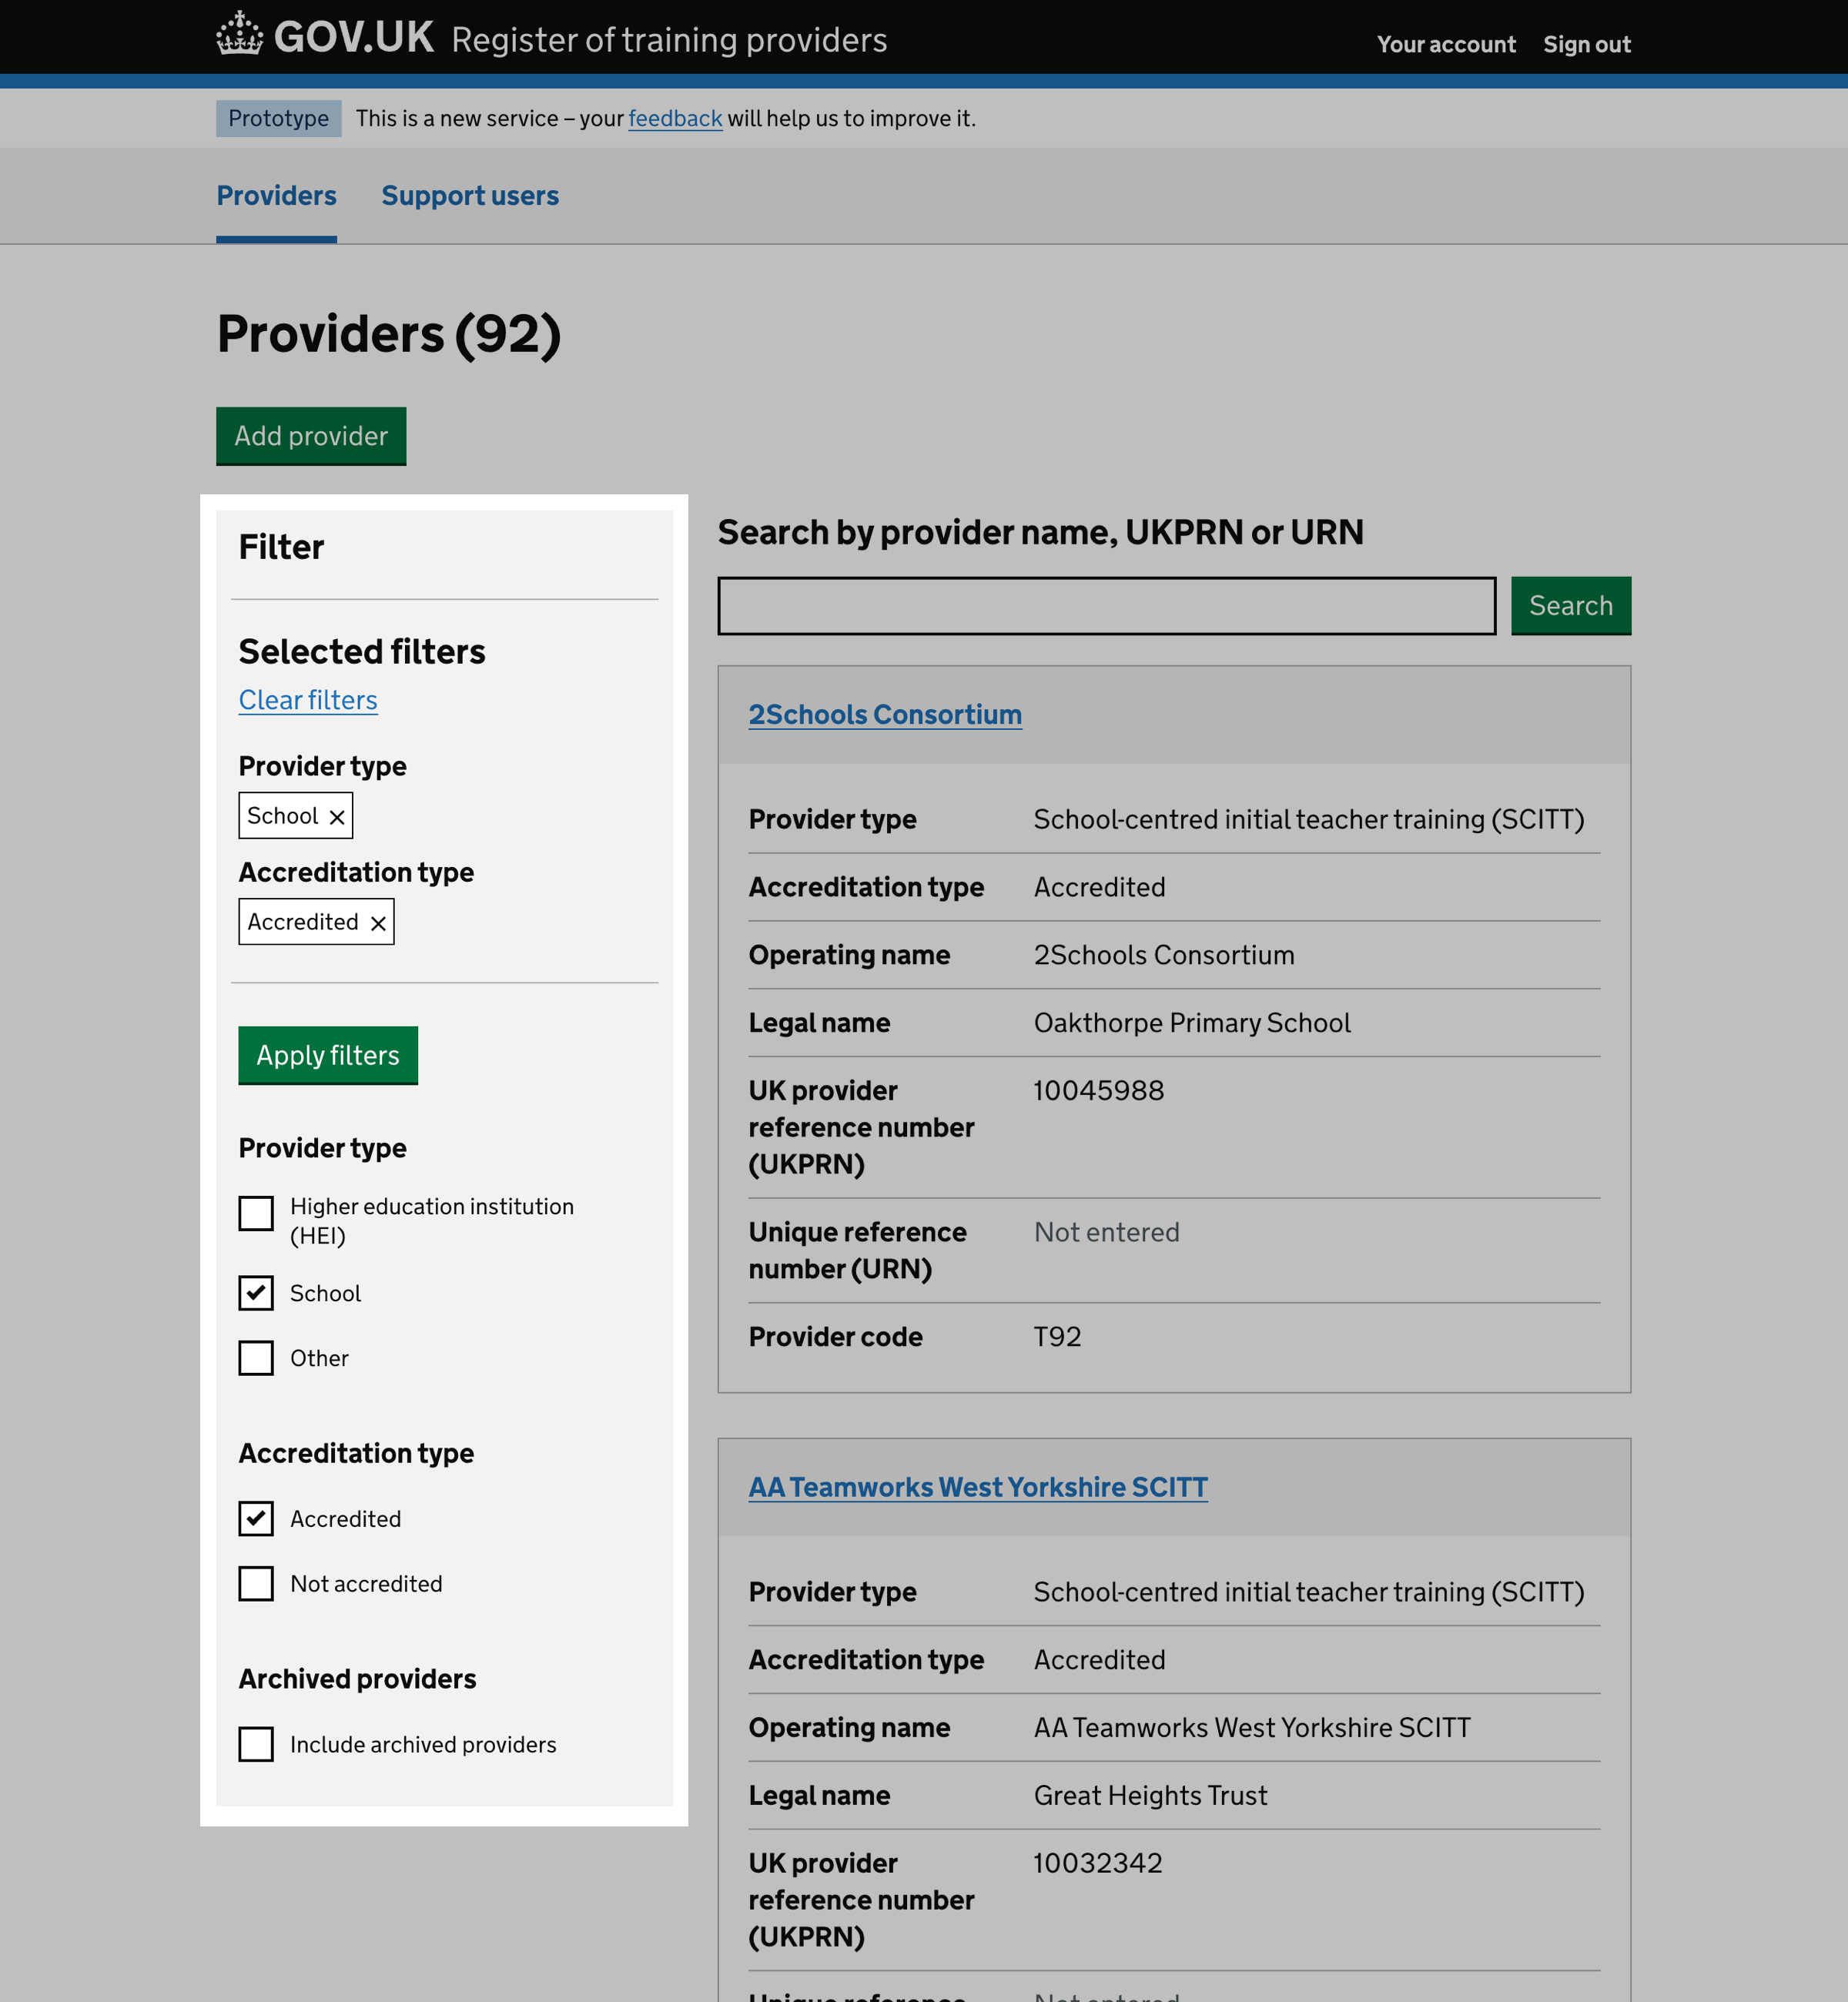 GOV.UK Register of training providers
Your account Sign out
Prototype This is a new service – your feedback will help us to improve it.
Providers Support users
Providers (92)
Add provider
Filter
Selected filters
Clear filters
Provider type
School ×
Accreditation type
Accredited ×
Apply filters
Provider type
Higher education institution
(HEI)
School
Other
Accreditation type
Accredited
Not accredited
Archived providers
Include archived providers
Search by provider name, UKPRN or URN
Search
2Schools Consortium
Provider type School-centred initial teacher training (SCITT)
Accreditation type Accredited
Operating name 2Schools Consortium
Legal name Oakthorpe Primary School
UK provider 10045988
reference number
(UKPRN)
Unique reference Not entered
number (URN)
Provider code T92
AA Teamworks West Yorkshire SCITT
Provider type School-centred initial teacher training (SCITT)
Accreditation type Accredited
Operating name AA Teamworks West Yorkshire SCITT
Legal name Great Heights Trust
UK provider 10032342
reference number
(UKPRN)
Unique reference Not entered